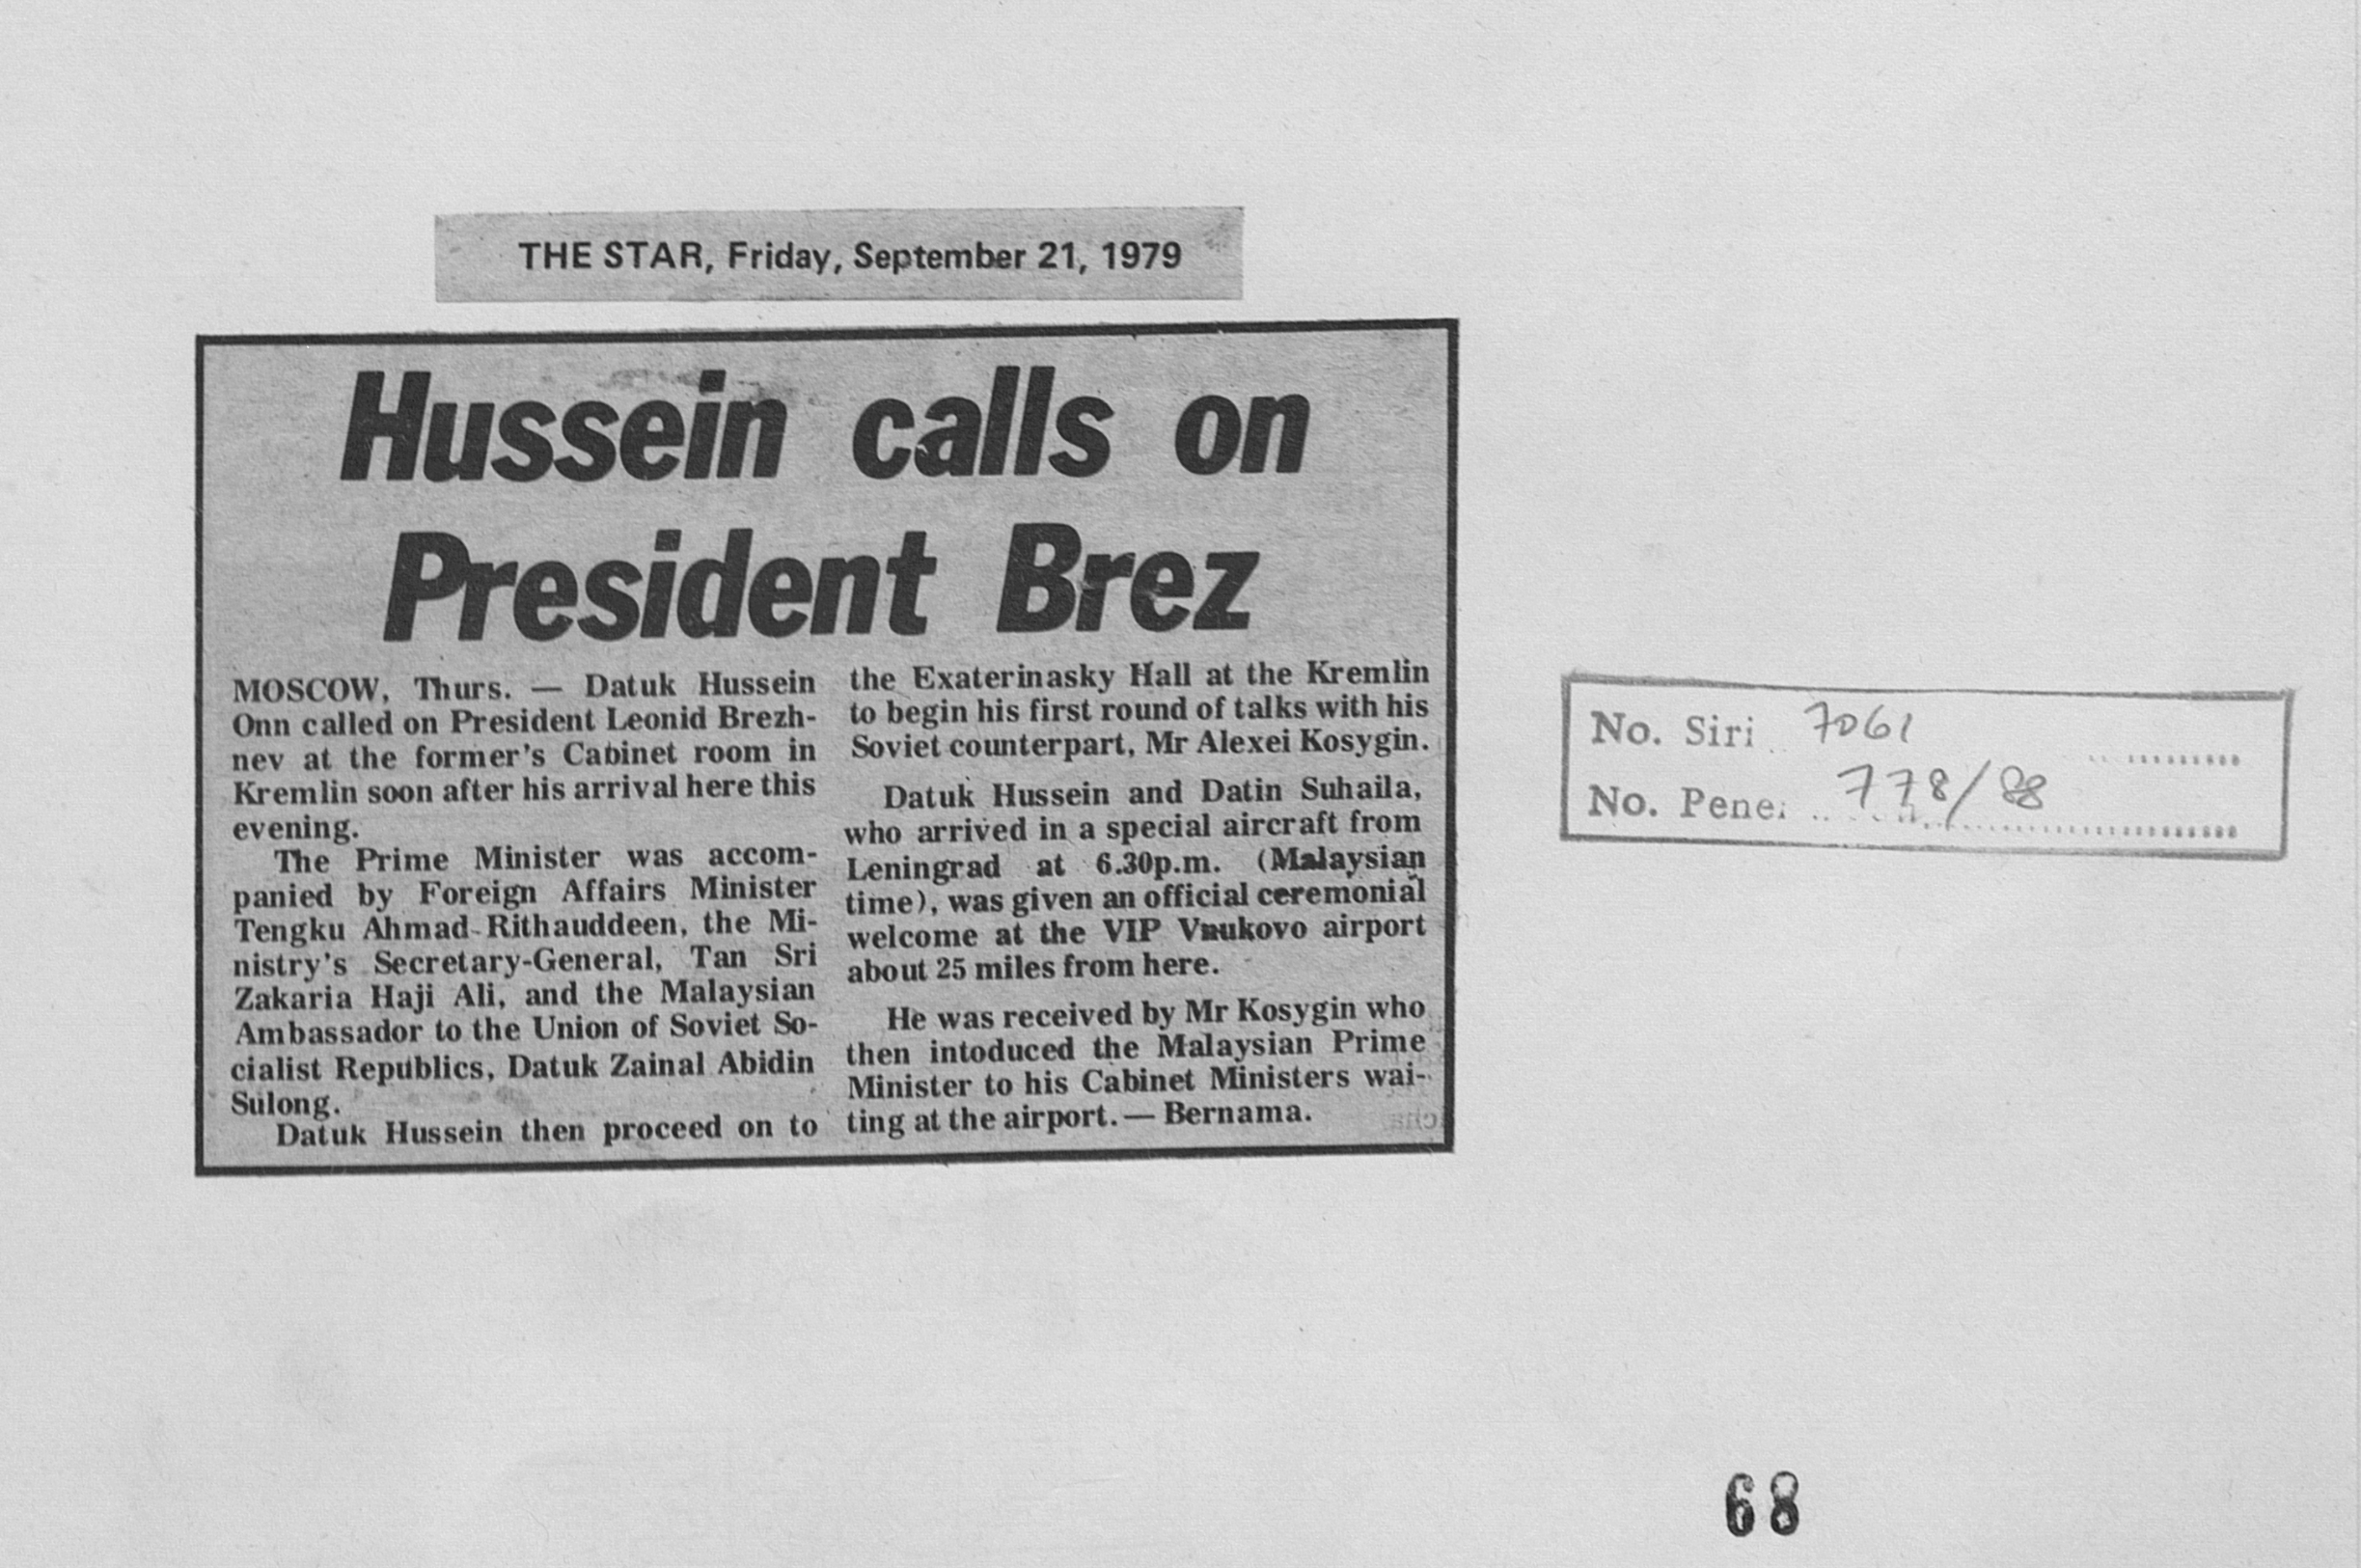 THE STAR, Friday, September 21, 1979
Hussein calls on
President Brez
MOSCOW, Thurs. — Datuk Hussein
Onn called on President Leonid Brezh-
nev at the former's Cabinet room in
Kremlin soon after his arrival here this
evening.
The Prime Minister was accom-
panied by Foreign Affairs Minister
Tengku Ahmad Rithauddeen, the Mi-
nistry's Secretary-General, Tan Sri
Zakaria Haji Ali, and the Malaysian
Ambassador to the Union of Soviet So-
cialist Republics, Datuk Zainal Abidin
Sulong.
Datuk Hussein then proceed on to
the Exaterinasky Hall at the Kremlin
to begin his first round of talks with his
Soviet counterpart, Mr Alexei Kosygin.
Datuk Hussein and Datin Suhaila,
who arrived in a special aircraft from
Leningrad at 6.30p.m. (Malaysian
time), was given an official ceremonial
welcome at the VIP Vnukovo airport
about 25 miles from here.
He was received by Mr Kosygin who
then intoduced the Malaysian Prime
Minister to his Cabinet Ministers wai-
ting at the airport. — Bernama.
No. Siri 7061
No. Pene. 778/88
68